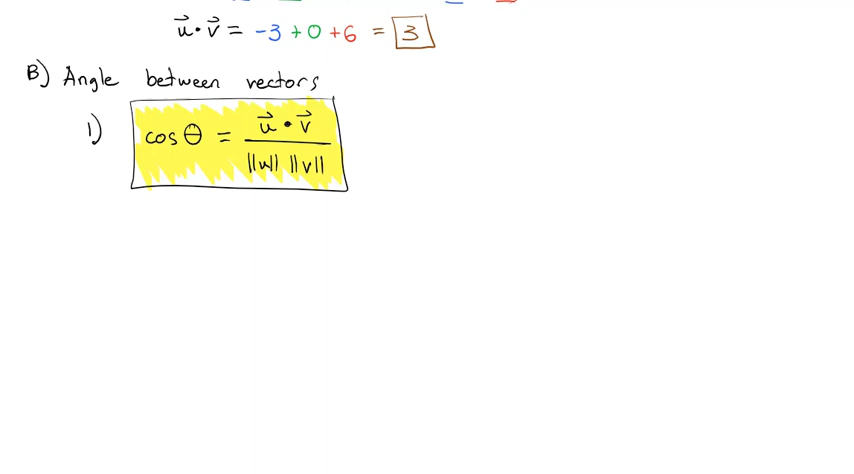 u⃗ • v⃗ = -3 + 0 + 6 = 3
B) Angle between vectors
1) cos θ = u⃗ • v⃗ / ||u|| ||v||